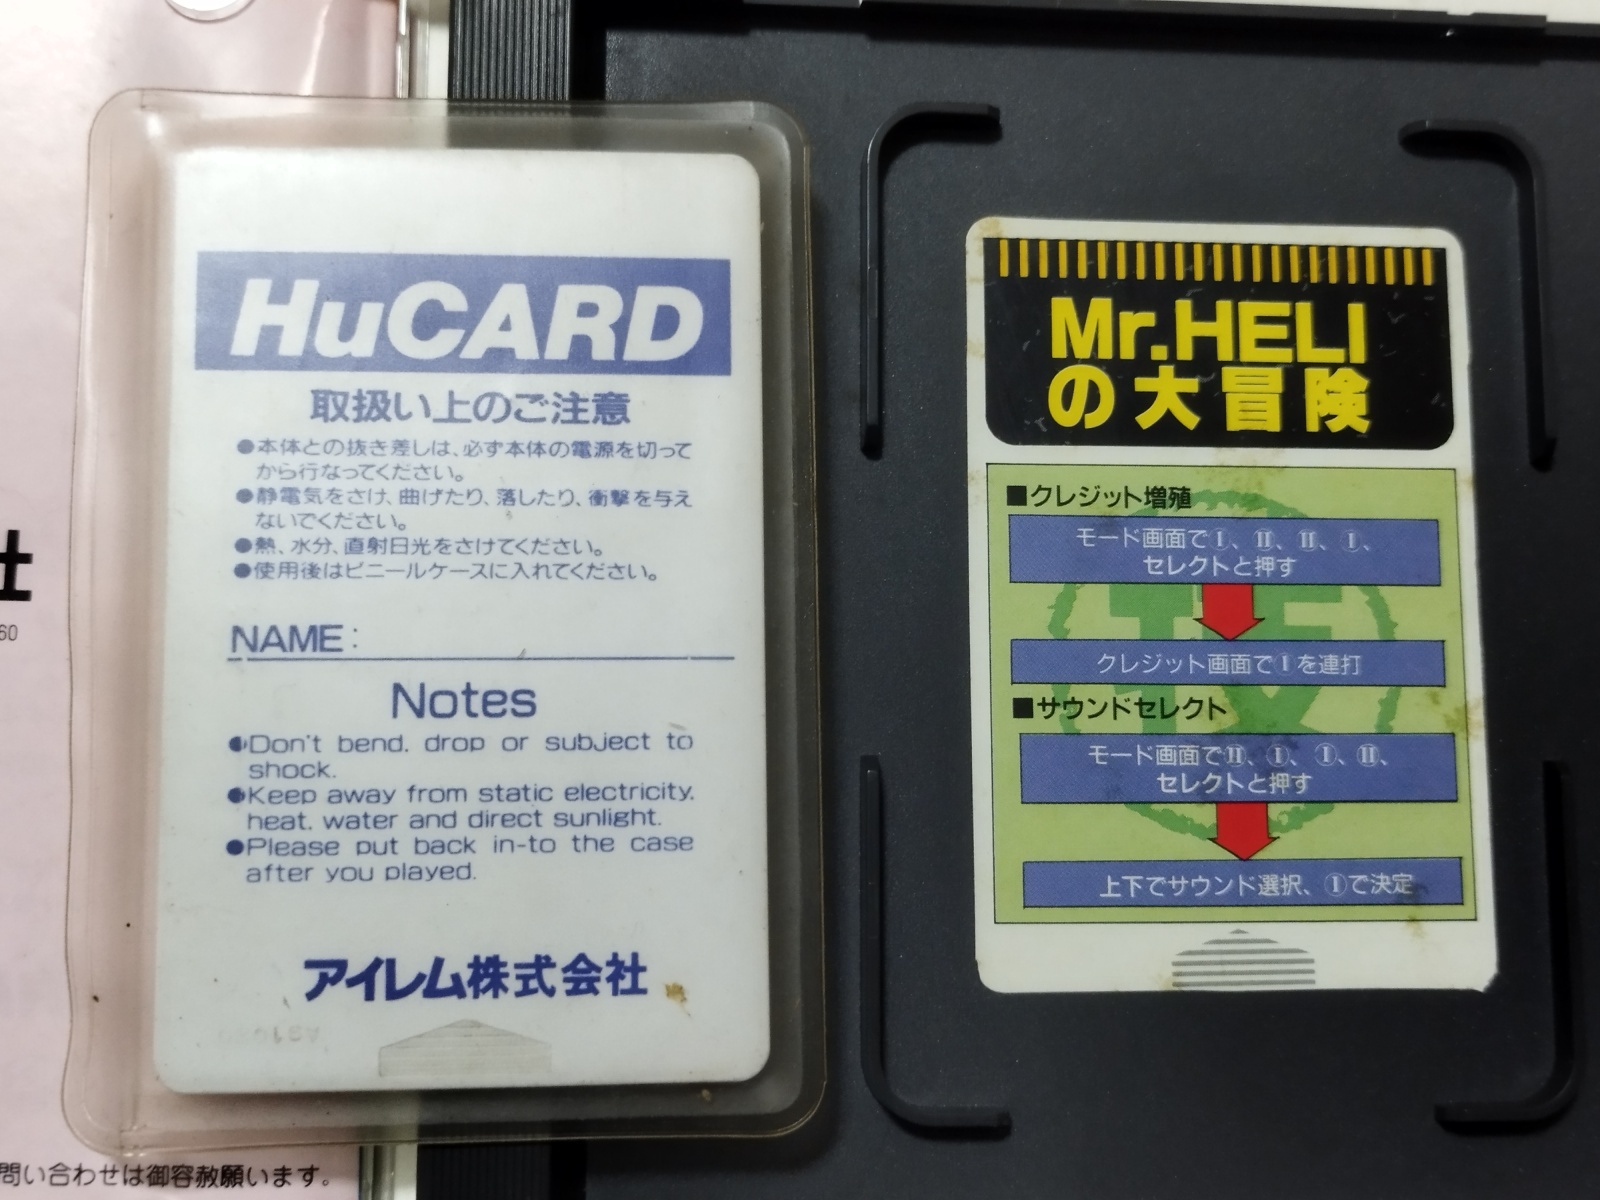 HuCARD
取扱い上のご注意
●本体との抜き差しは、必ず本体の電源を切って
から行なってください。
●静電気をさけ、曲げたり、落したり、衝撃を与え
ないでください。
●熱、水分、直射日光をさけてください。
●使用後はビニールケースに入れてください。
NAME:
Notes
●Don't bend. drop or subject to
shock.
●Keep away from static electricity.
heat. water and direct sunlight.
●Please put back in-to the case
after you played.
アイレム株式会社
Mr.HELI
の大冒険
■クレジット増殖
モード画面でⅠ、Ⅱ、Ⅱ、Ⅰ、
セレクトと押す
クレジット画面でⅠを連打
■サウンドセレクト
モード画面でⅡ、Ⅰ、Ⅰ、Ⅱ、
セレクトと押す
上下でサウンド選択、Ⅰで決定
社
60
問い合わせは御容赦願います。